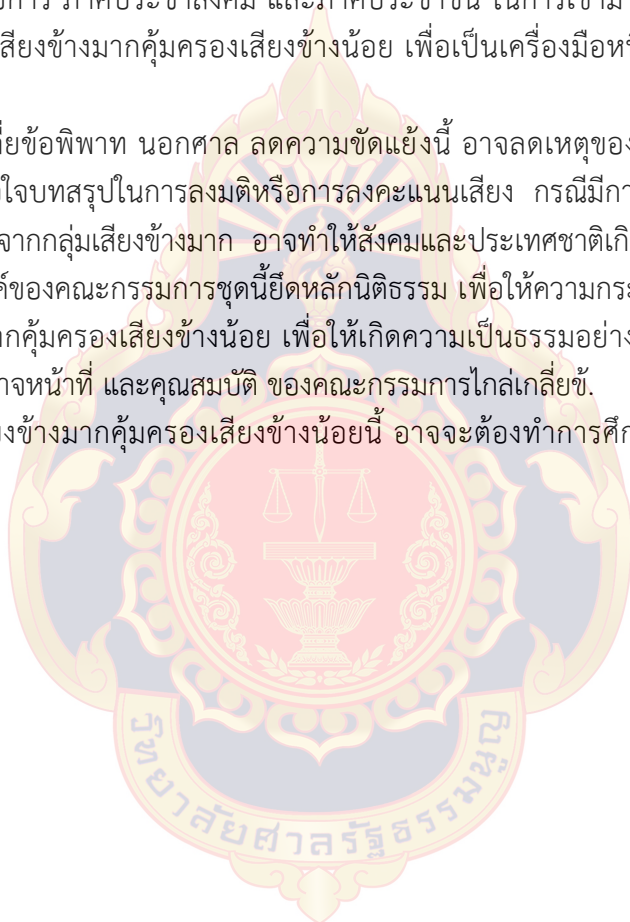 ภาคประชาสังคม และภาคประชาชน ในการเข้ามา
เสียงข้างมากคุ้มครองเสียงข้างน้อย เพื่อเป็นเครื่องมือ
ข้อพิพาท นอกศาล ลดความขัดแย้งนี้ อาจลดเหตุของ
บทสรุปในการลงมติหรือการลงคะแนนเสียง กรณีมี
จากกลุ่มเสียงข้างมาก อาจทำให้สังคมและประเทศชาติ
ของคณะกรรมการชุดนี้ยึดหลักนิติธรรม เพื่อให้ความ
คุ้มครองเสียงข้างน้อย เพื่อให้เกิดความเป็นธรรมอย่าง
หน้าที่ และคุณสมบัติ ของคณะกรรมการไกล่เกลี่ยข้.
ข้างมากคุ้มครองเสียงข้างน้อยนี้ อาจจะต้องทำการ
วิทยาลัยศาลรัฐธรรมนูญ